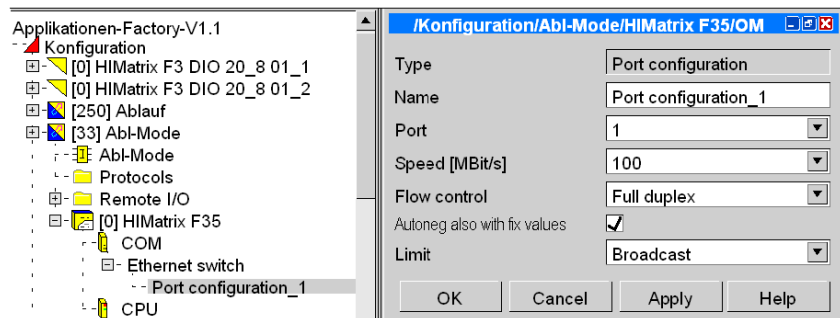 Applikationen-Factory-V1.1
Konfiguration
[0] HIMatrix F3 DIO 20_8 01_1
[0] HIMatrix F3 DIO 20_8 01_2
[250] Ablauf
[33] Abl-Mode
Abl-Mode
Protocols
Remote I/O
[0] HIMatrix F35
COM
Ethernet switch
Port configuration_1
CPU
/Konfiguration/Abl-Mode/HIMatrix F35/OM
Type Port configuration
Name Port configuration_1
Port 1
Speed [MBit/s] 100
Flow control Full duplex
Autoneg also with fix values
Limit Broadcast
OK Cancel Apply Help